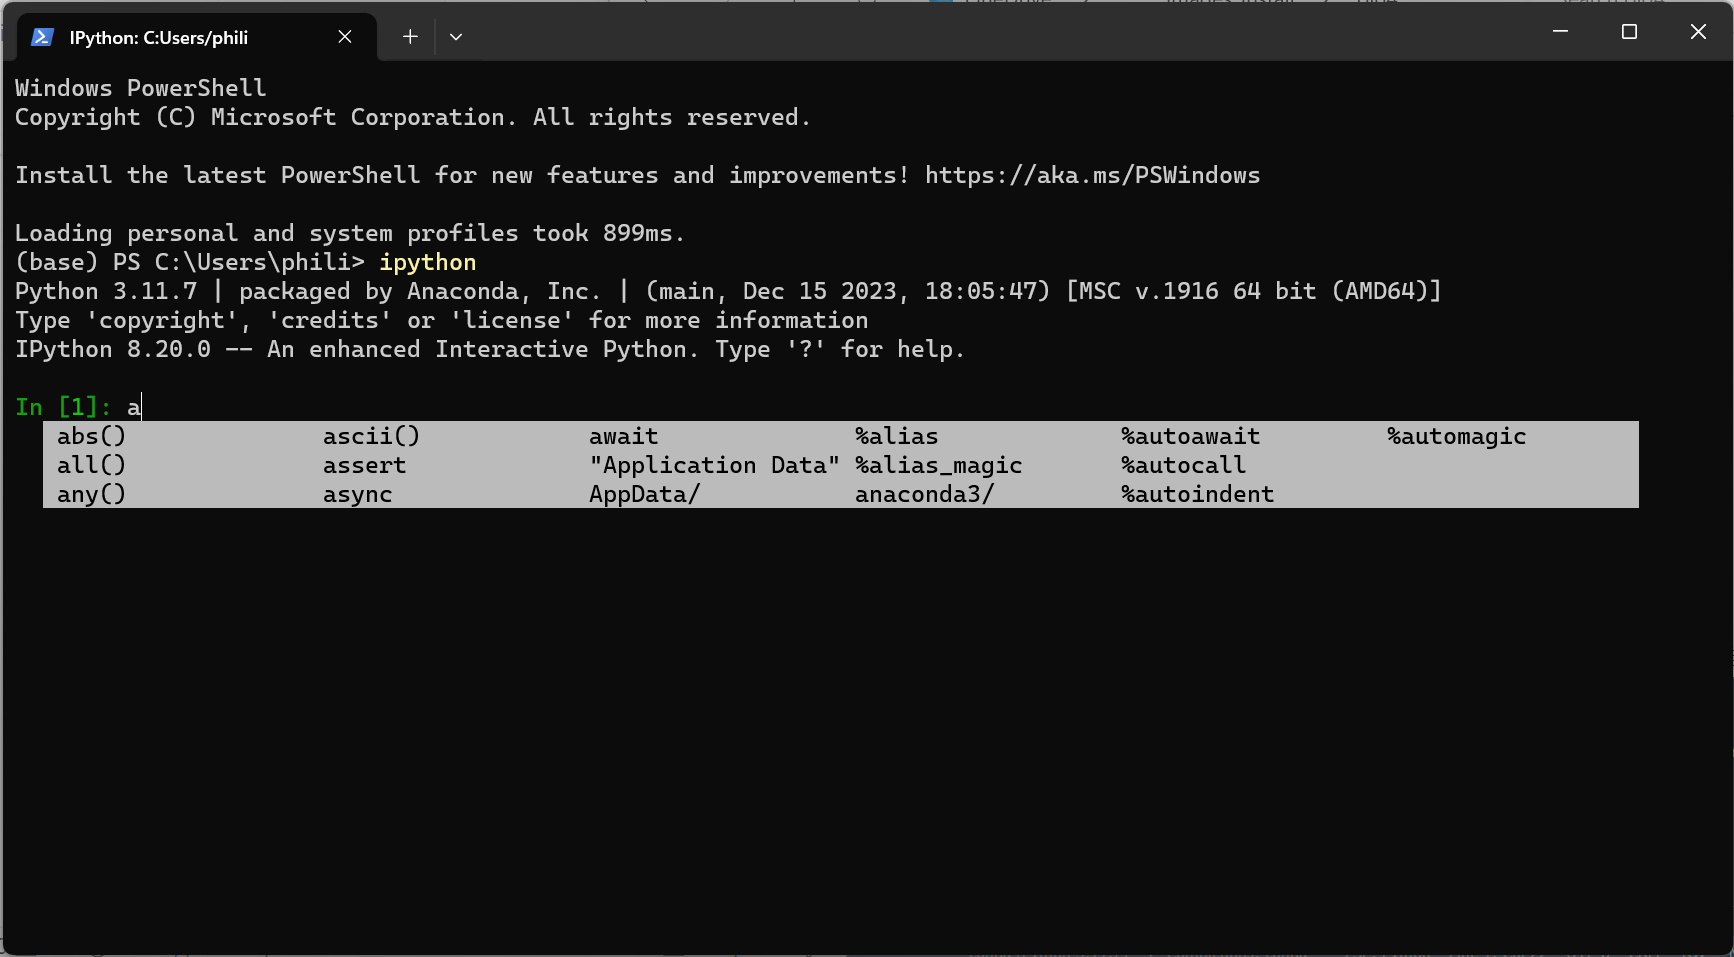 IPython: C:Users/phili
Windows PowerShell
Copyright (C) Microsoft Corporation. All rights reserved.
Install the latest PowerShell for new features and improvements! https://aka.ms/PSWindows
Loading personal and system profiles took 899ms.
(base) PS C:\Users\phili> ipython
Python 3.11.7 | packaged by Anaconda, Inc. | (main, Dec 15 2023, 18:05:47) [MSC v.1916 64 bit (AMD64)]
Type 'copyright', 'credits' or 'license' for more information
IPython 8.20.0 -- An enhanced Interactive Python. Type '?' for help.
In [1]: a
abs() ascii() await %alias %autoawait %automagic
all() assert "Application Data" %alias_magic %autocall
any() async AppData/ anaconda3/ %autoindent